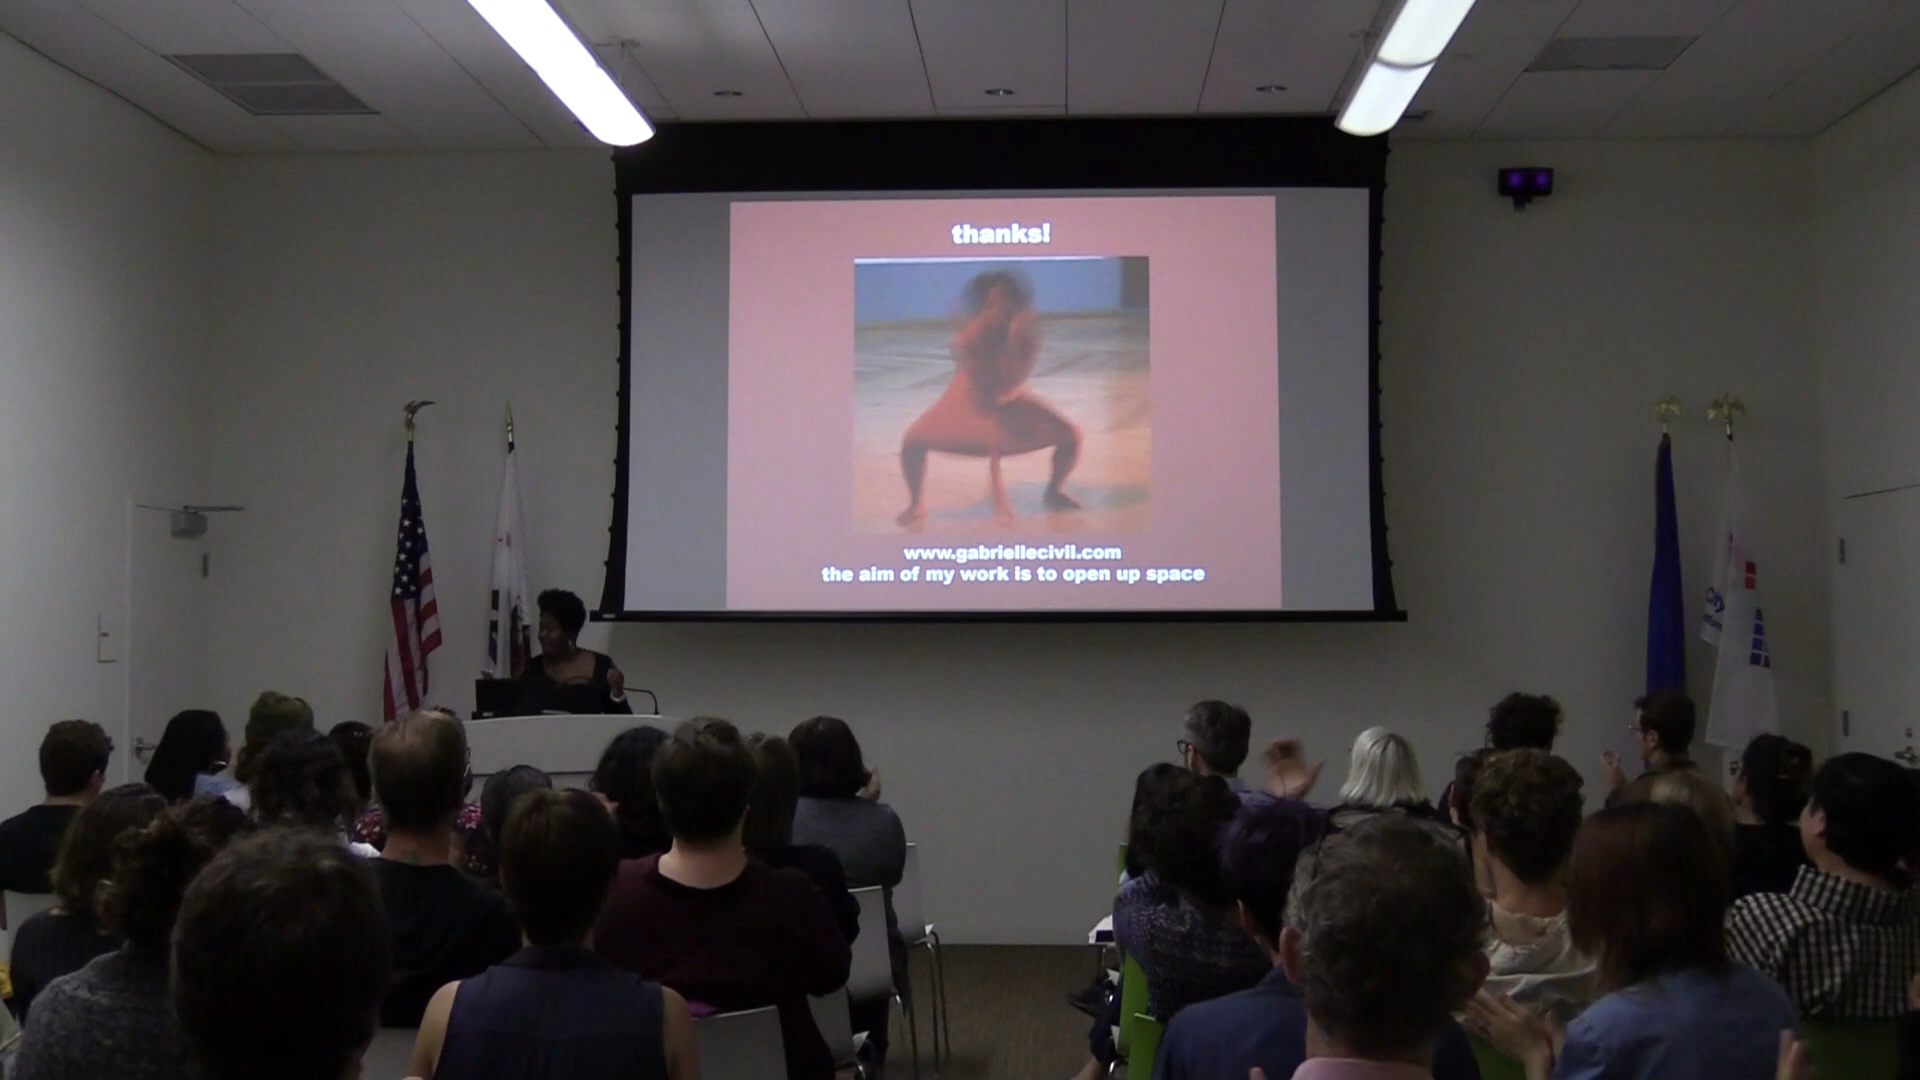 thanks!
www.gabriellecivil.com
the aim of my work is to open up space